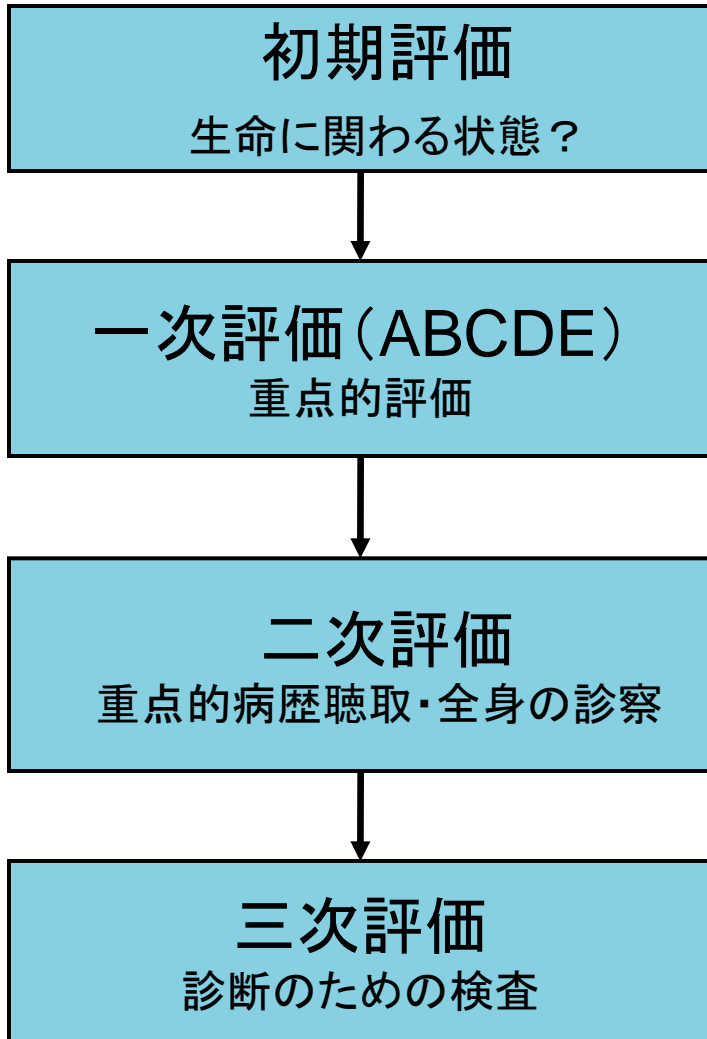 初期評価
生命に関わる状態？
一次評価（ABCDE）
重点的評価
二次評価
重点的病歴聴取・全身の診察
三次評価
診断のための検査